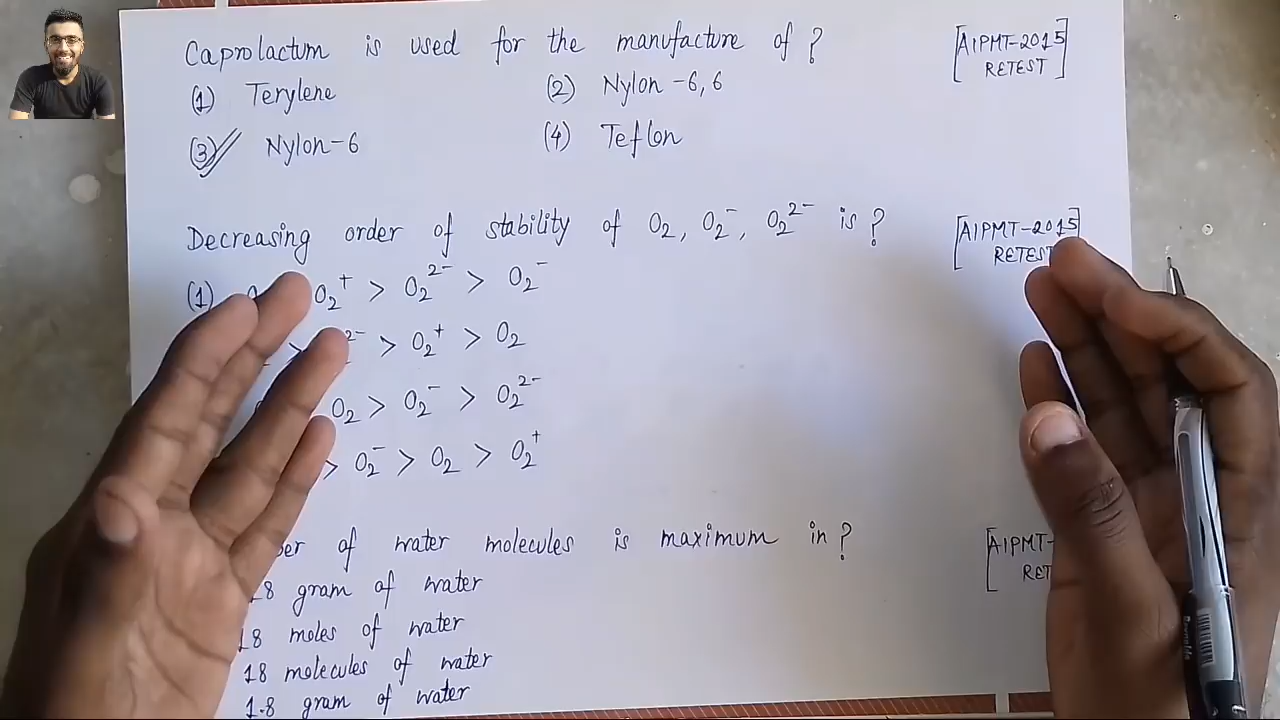 Caprolactum is used for the manufacture of ? [AIPMT-2015 RETEST]
(1) Terylene (2) Nylon-6,6
(3) Nylon-6 (4) Teflon
Decreasing order of stability of O₂, O₂⁻, O₂²⁻ is ? [AIPMT-2015 RETEST]
(1) O₂⁺ > O₂²⁻ > O₂⁻
> > O₂⁺ > O₂
O₂ > O₂⁻ > O₂²⁻
> O₂⁻ > O₂ > O₂⁺
of water molecules is maximum in ? [AIPMT-
18 gram of water
18 moles of water
18 molecules of water
1.8 gram of water